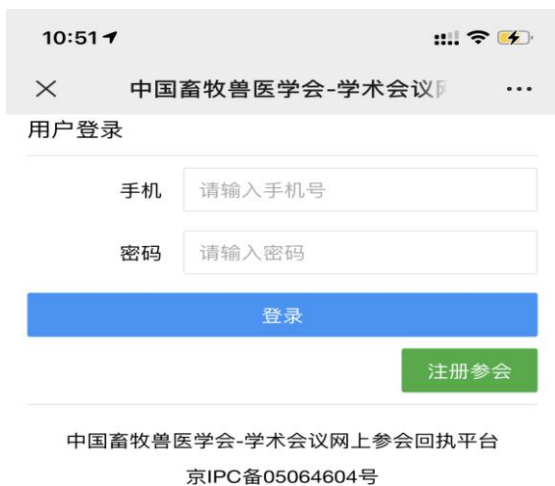 10:51
中国畜牧兽医学会-学术会议
用户登录
手机 请输入手机号
密码 请输入密码
登录
注册参会
中国畜牧兽医学会-学术会议网上参会回执平台
京IPC备05064604号